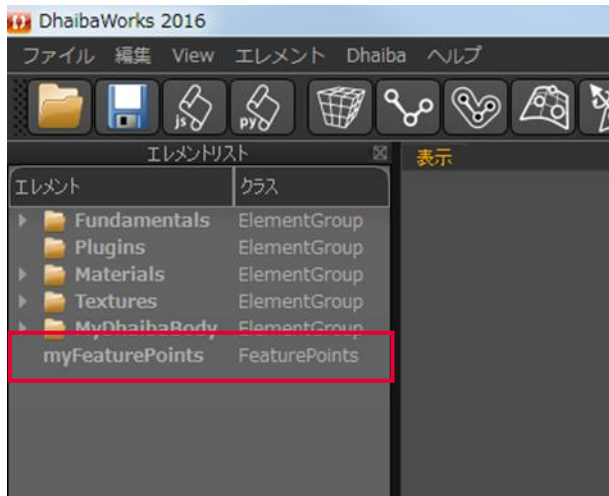 DhaibaWorks 2016
ファイル 編集 View エレメント Dhaiba ヘルプ
js py
エレメントリスト 表示
エレメント クラス
Fundamentals ElementGroup
Plugins ElementGroup
Materials ElementGroup
Textures ElementGroup
MyDhaibaBody ElementGroup
myFeaturePoints FeaturePoints